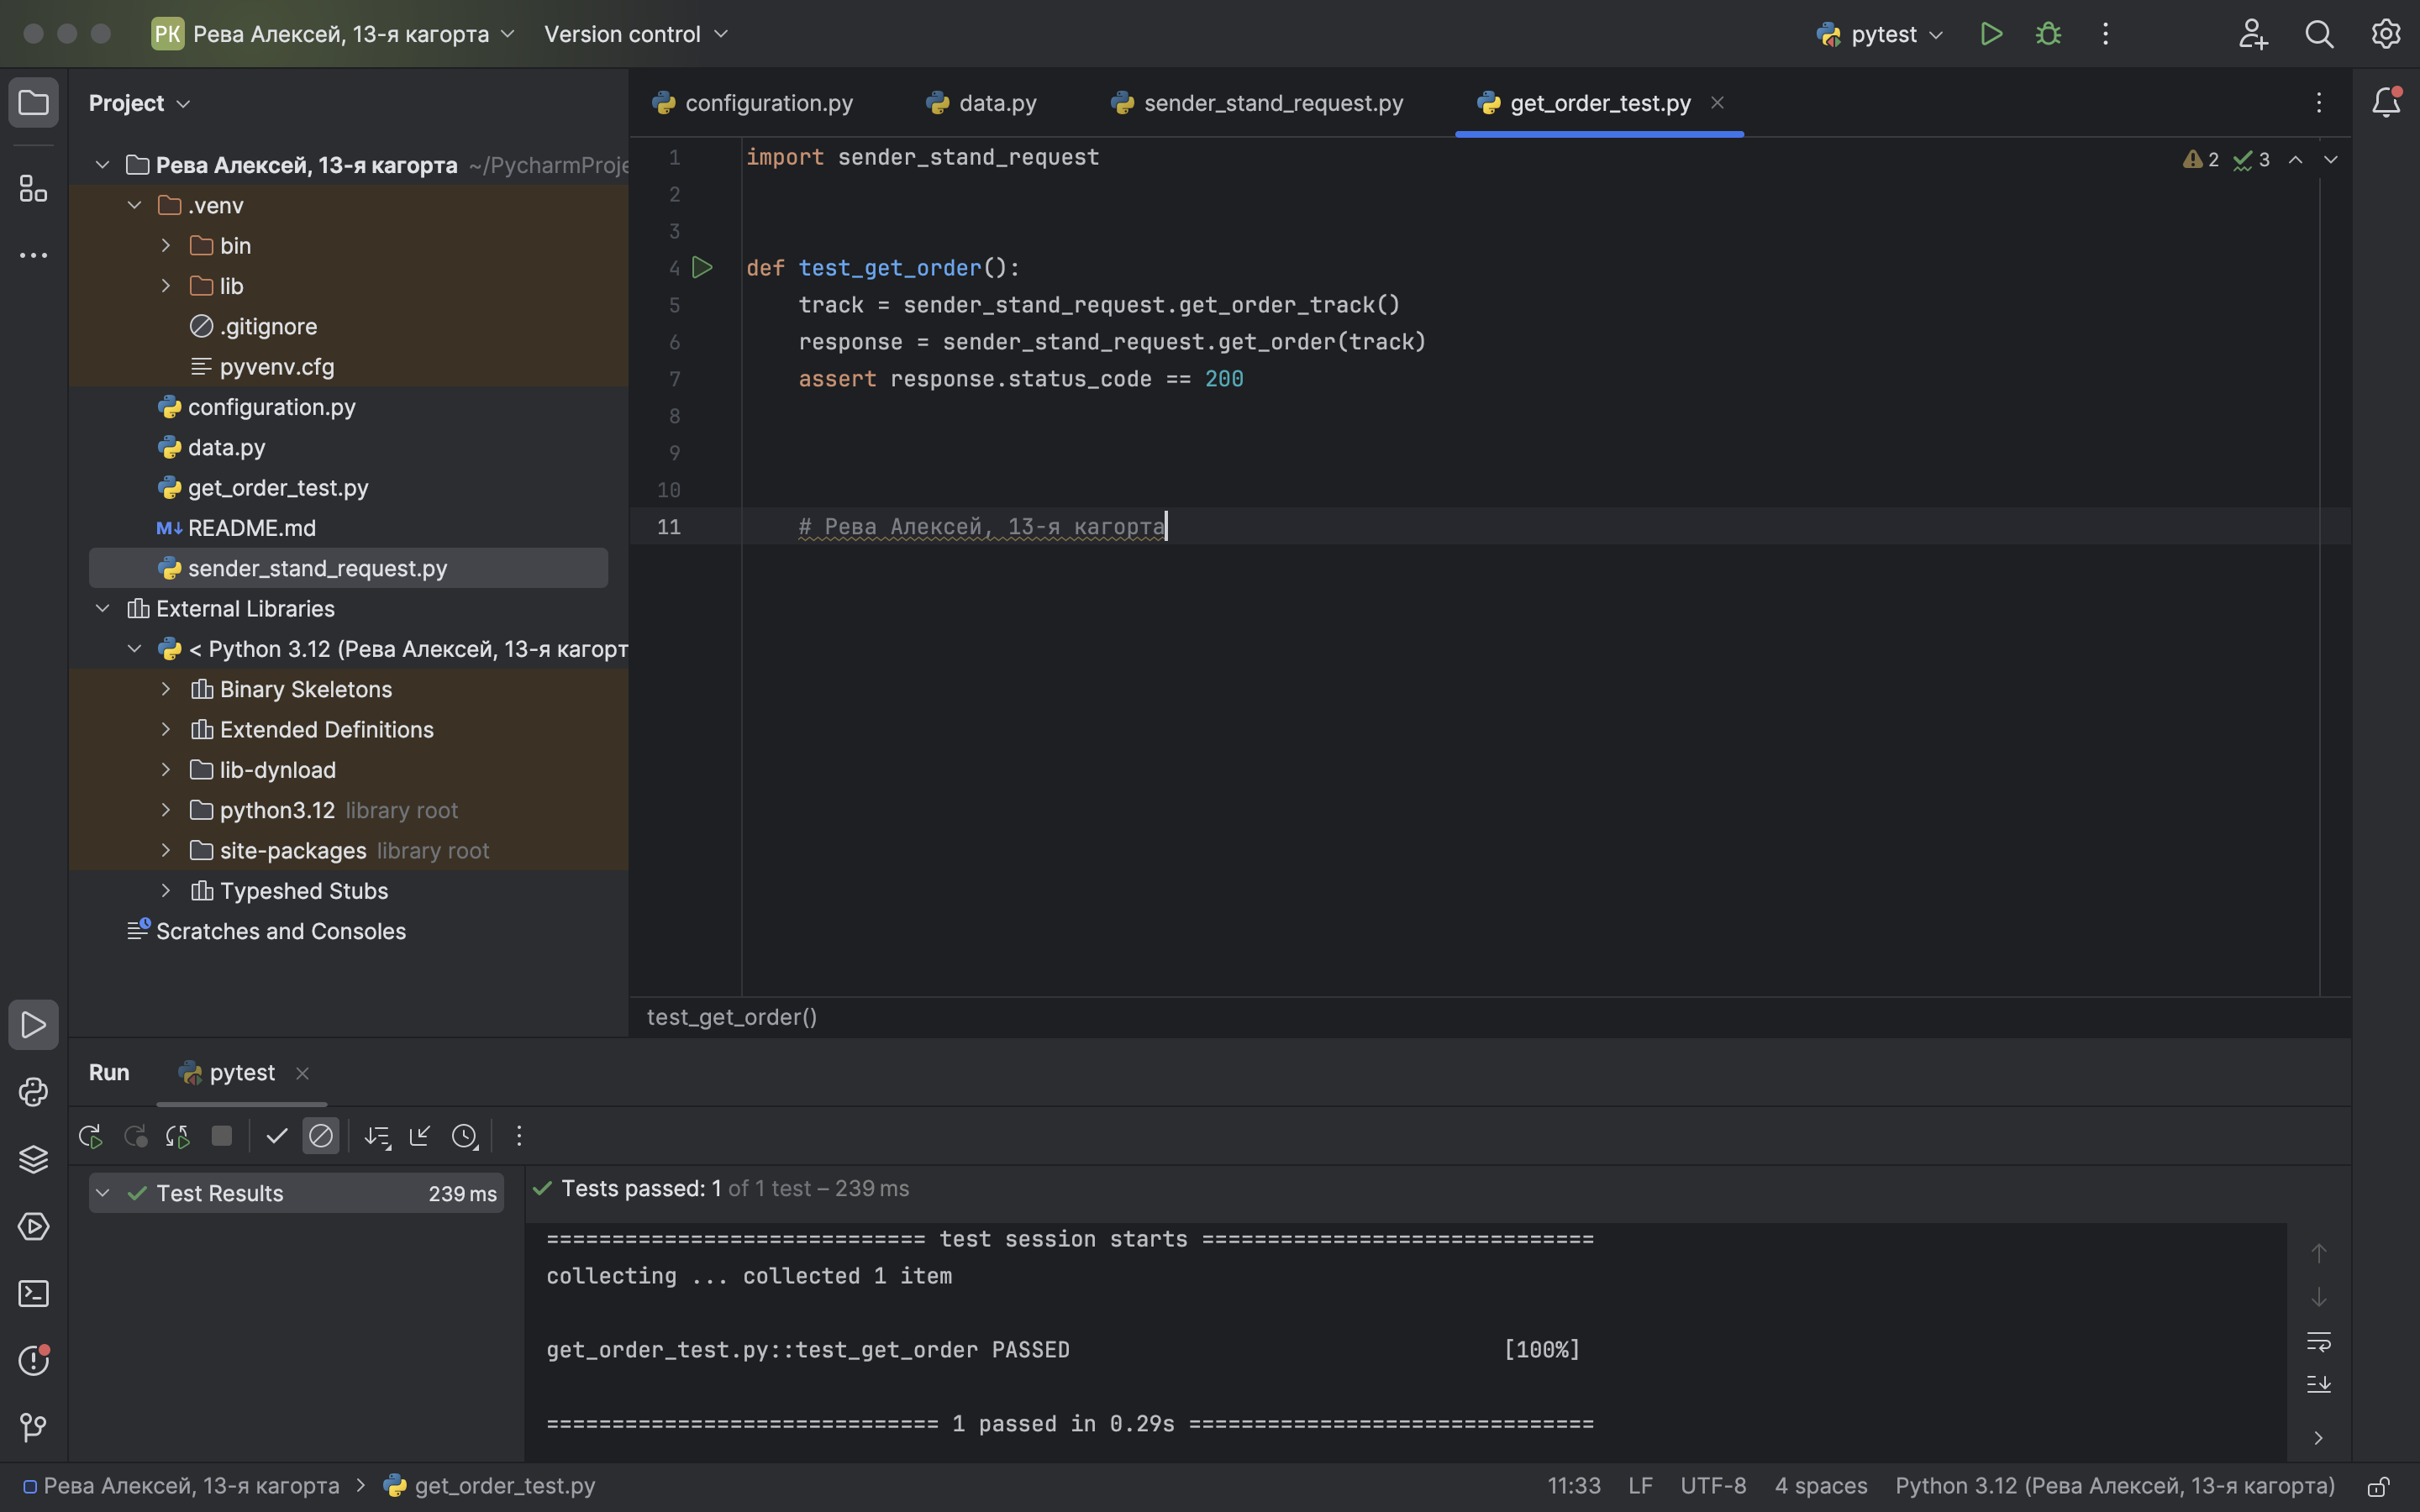 PK Рева Алексей, 13-я кагорта Version control pytest
Project
configuration.py data.py sender_stand_request.py get_order_test.py
Рева Алексей, 13-я кагорта ~/PycharmProje
.venv
bin
lib
.gitignore
pyvenv.cfg
configuration.py
data.py
get_order_test.py
M↓ README.md
sender_stand_request.py
External Libraries
< Python 3.12 (Рева Алексей, 13-я кагорт
Binary Skeletons
Extended Definitions
lib-dynload
python3.12 library root
site-packages library root
Typeshed Stubs
Scratches and Consoles
2 3
1 import sender_stand_request
2
3
4 def test_get_order():
5 track = sender_stand_request.get_order_track()
6 response = sender_stand_request.get_order(track)
7 assert response.status_code == 200
8
9
10
11 # Рева Алексей, 13-я кагорта
test_get_order()
Run pytest
Test Results 239 ms
Tests passed: 1 of 1 test – 239 ms
============================= test session starts ==============================
collecting ... collected 1 item
get_order_test.py::test_get_order PASSED [100%]
============================== 1 passed in 0.29s ===============================
Рева Алексей, 13-я кагорта > get_order_test.py
11:33 LF UTF-8 4 spaces Python 3.12 (Рева Алексей, 13-я кагорта)